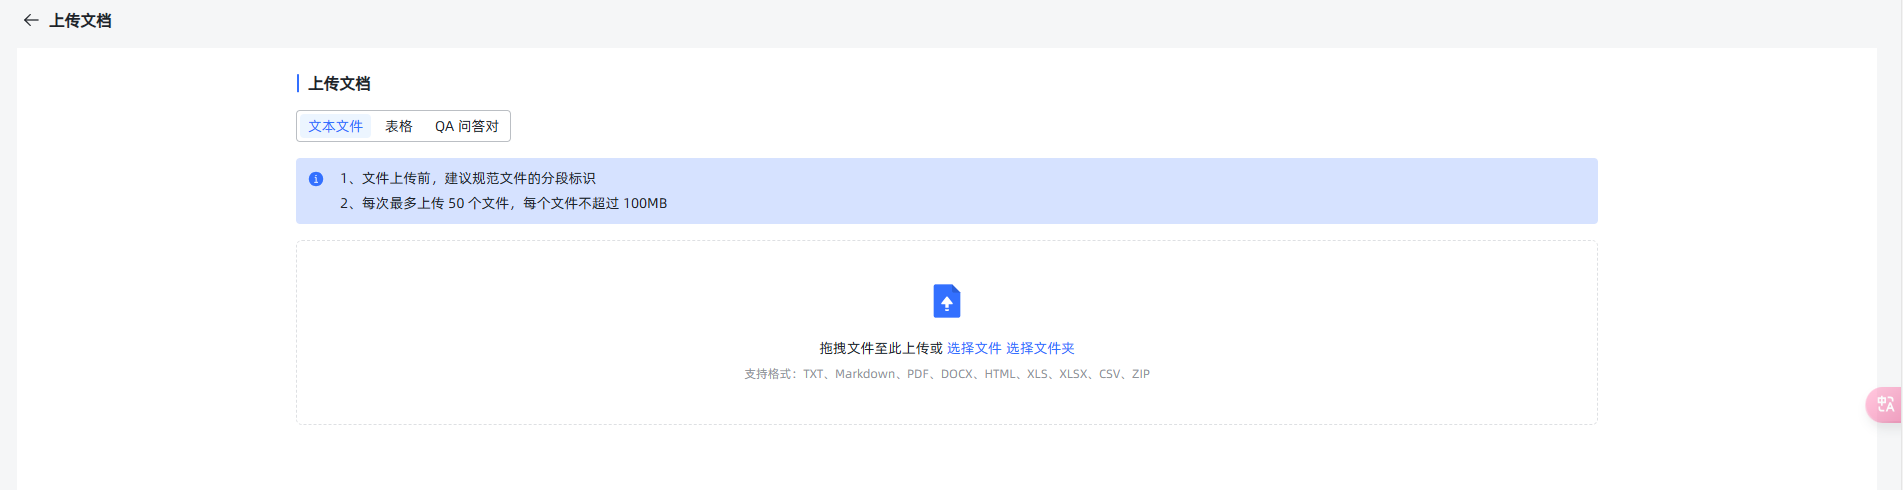 上传文档
上传文档
文本文件 表格 QA 问答对
1、文件上传前，建议规范文件的分段标识
2、每次最多上传 50 个文件，每个文件不超过 100MB
拖拽文件至此上传或 选择文件 选择文件夹
支持格式：TXT、Markdown、PDF、DOCX、HTML、XLS、XLSX、CSV、ZIP
中 A